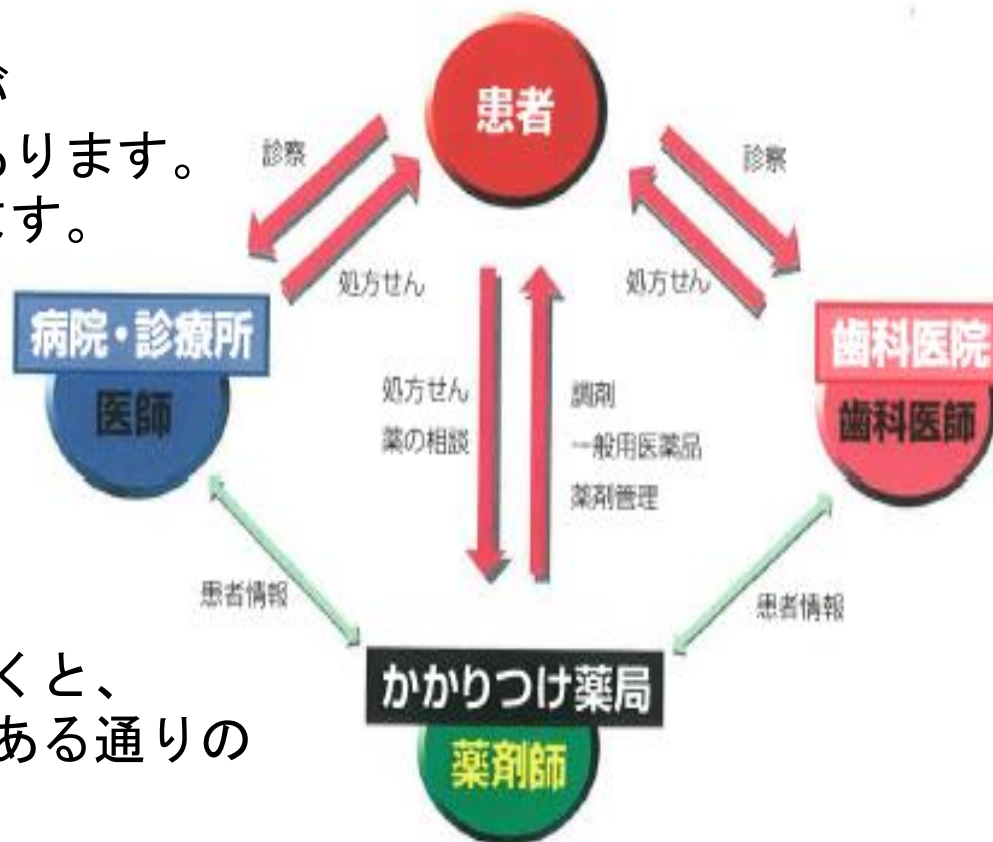 患者
が
あります。
ます。
診察
診察
処方せん
処方せん
病院・診療所
医師
歯科医院
歯科医師
処方せん
薬の相談
調剤
一般用医薬品
薬剤管理
患者情報
患者情報
くと、
ある通りの
かかりつけ薬局
薬剤師